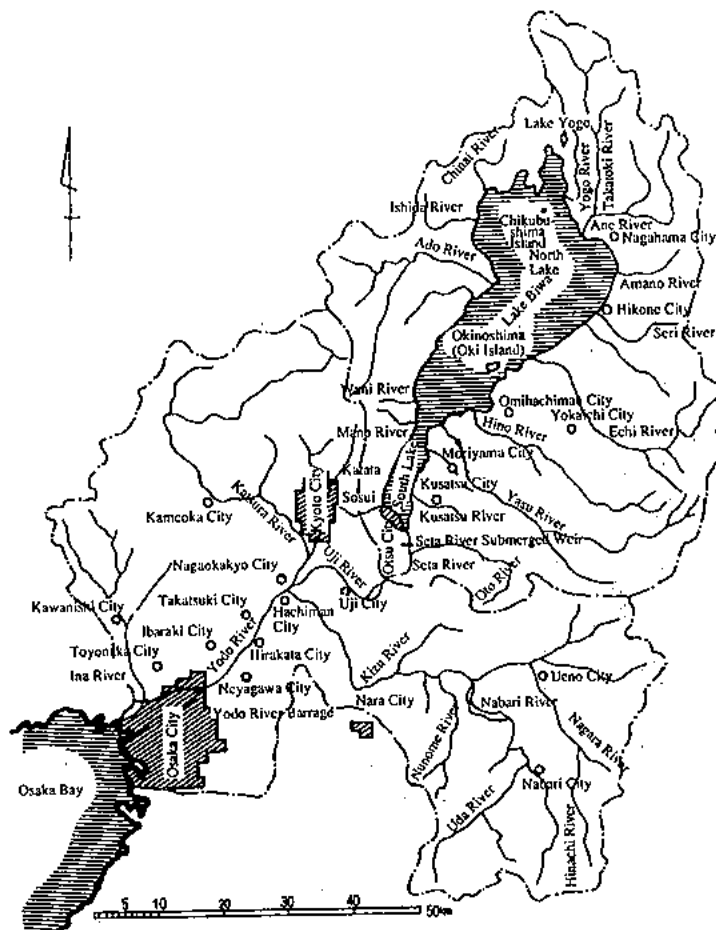 Lake Yogo
Chinai River
Yogo River
Takatoki River
Ishida River
Chikubu-
shima
Island
Ane River
Nagahama City
Ado River
North
Lake
Lake Biwa
Amano River
Hikone City
Okinoshima
(Oki Island)
Seri River
Wani River
Omihachiman City
Yokaichi City
Hino River
Echi River
Mano River
Moriyama City
Katata
South Lake
Kusatsu City
Sosui
Kyoto City
Yasu River
Kameoka City
Katsura River
Kusatsu River
Otsu City
Seta River Submerged Weir
Nagaokakyo City
Uji River
Seta River
Oto River
Kawanishi City
Takatsuki City
Hachiman
City
Uji City
Ibaraki City
Yodo River
Hirakata City
Kizu River
Toyonaka City
Ina River
Neyagawa City
Ueno City
Nara City
Nabari River
Yodo River Barrage
Osaka City
Nunome River
Nagara River
Osaka Bay
Nabari City
Uda River
Hinachi River
5 10 20 30 40 50km